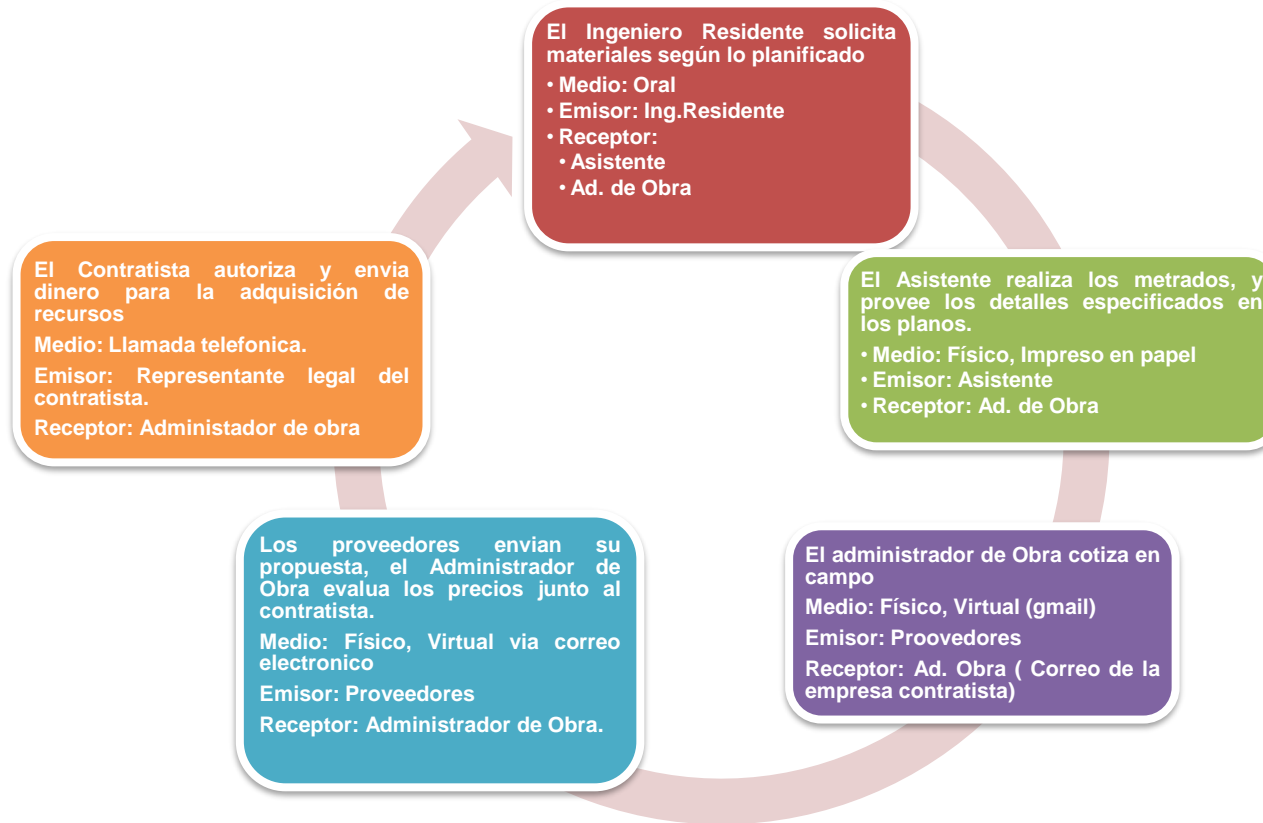 El Ingeniero Residente solicita
materiales según lo planificado
• Medio: Oral
• Emisor: Ing.Residente
• Receptor:
• Asistente
• Ad. de Obra
El Asistente realiza los metrados, y
provee los detalles especificados en
los planos.
• Medio: Físico, Impreso en papel
• Emisor: Asistente
• Receptor: Ad. de Obra
El administrador de Obra cotiza en
campo
Medio: Físico, Virtual (gmail)
Emisor: Proovedores
Receptor: Ad. Obra ( Correo de la
empresa contratista)
Los proveedores envian su
propuesta, el Administrador de
Obra evalua los precios junto al
contratista.
Medio: Físico, Virtual via correo
electronico
Emisor: Proveedores
Receptor: Administrador de Obra.
El Contratista autoriza y envia
dinero para la adquisición de
recursos
Medio: Llamada telefonica.
Emisor: Representante legal del
contratista.
Receptor: Administador de obra